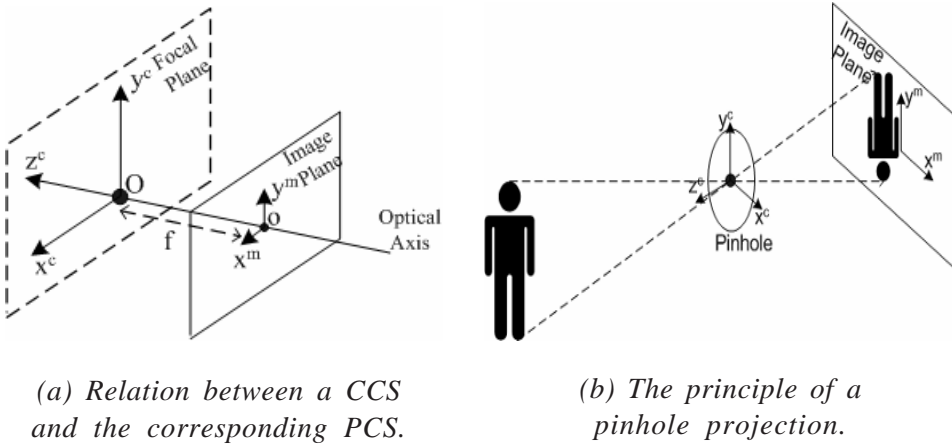 y^c Focal
Plane
z^c
O
x^c
f
Image
y^m Plane
o
x^m
Optical
Axis
Image
Plane
y^m
x^m
y^c
z^c
x^c
Pinhole
(a) Relation between a CCS
and the corresponding PCS.
(b) The principle of a
pinhole projection.